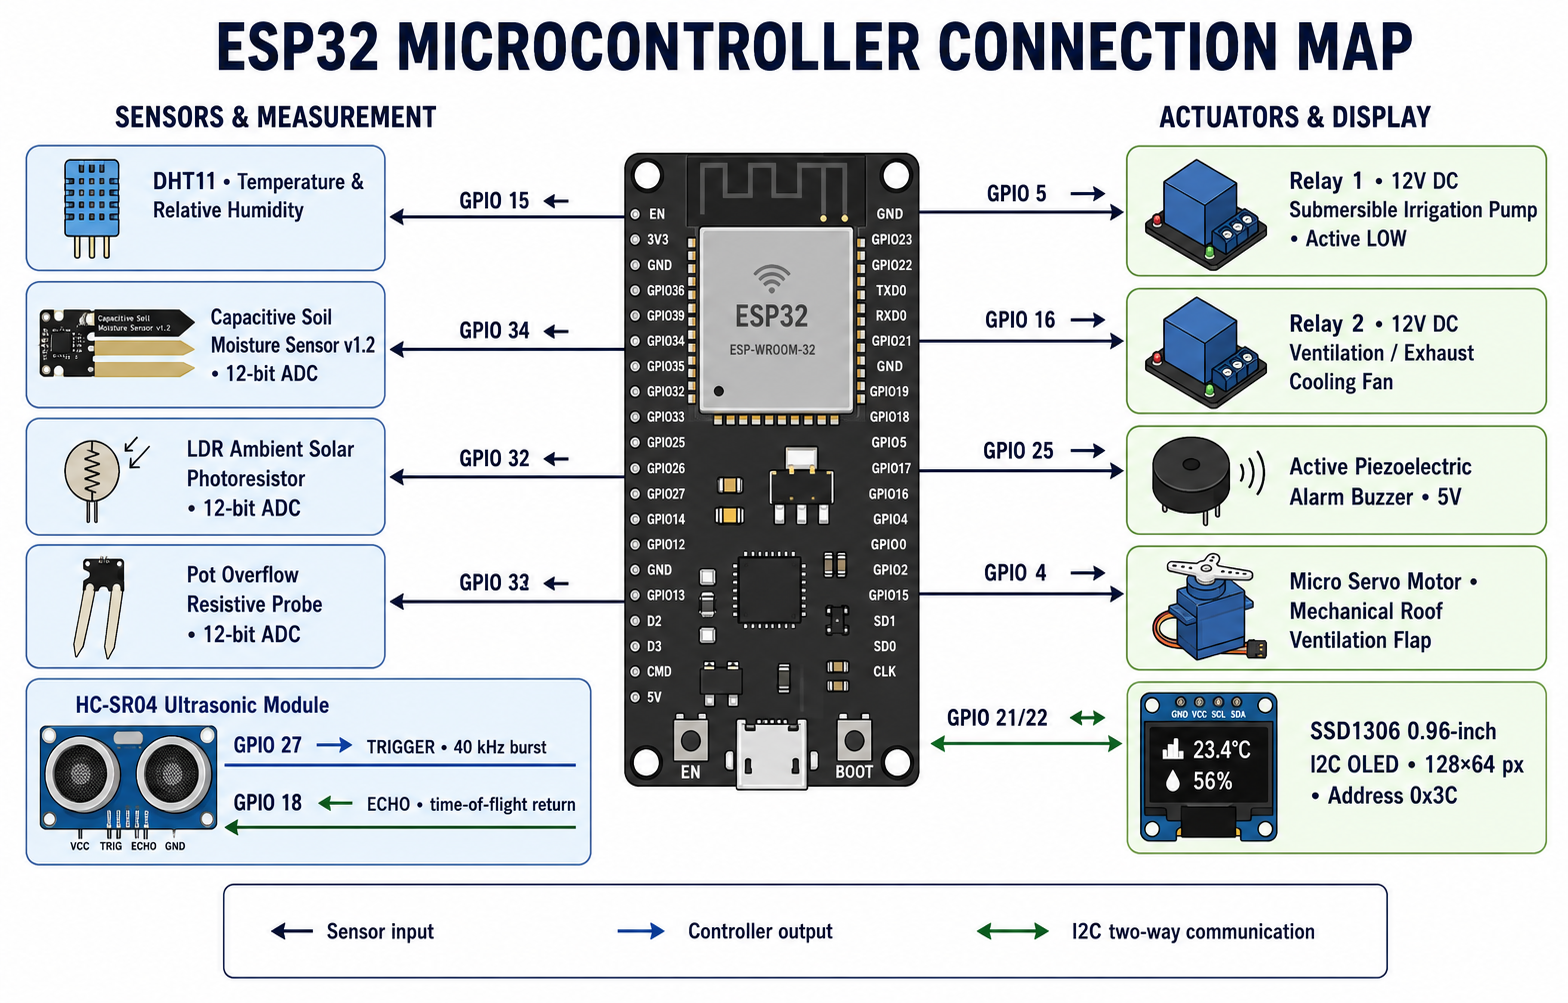 ESP32 MICROCONTROLLER CONNECTION MAP
SENSORS & MEASUREMENT
DHT11 • Temperature &
Relative Humidity
GPIO 15
Capacitive Soil
Moisture Sensor v1.2
Capacitive Soil
Moisture Sensor v1.2
• 12-bit ADC
GPIO 34
LDR Ambient Solar
Photoresistor
• 12-bit ADC
GPIO 32
Pot Overflow
Resistive Probe
• 12-bit ADC
GPIO 33
HC-SR04 Ultrasonic Module
GPIO 27
TRIGGER • 40 kHz burst
GPIO 18
ECHO • time-of-flight return
VCC TRIG ECHO GND
EN
3V3
GND
GPIO36
GPIO39
GPIO34
GPIO35
GPIO32
GPIO33
GPIO25
GPIO26
GPIO27
GPIO14
GPIO12
GND
GPIO13
D2
D3
CMD
5V
ESP32
ESP-WROOM-32
GND
GPIO23
GPIO22
TXD0
RXD0
GPIO21
GND
GPIO19
GPIO18
GPIO5
GPIO17
GPIO16
GPIO4
GPIO0
GPIO2
GPIO15
SD1
SD0
CLK
EN
BOOT
ACTUATORS & DISPLAY
GPIO 5
Relay 1 • 12V DC
Submersible Irrigation Pump
• Active LOW
GPIO 16
Relay 2 • 12V DC
Ventilation / Exhaust
Cooling Fan
GPIO 25
Active Piezoelectric
Alarm Buzzer • 5V
GPIO 4
Micro Servo Motor •
Mechanical Roof
Ventilation Flap
GPIO 21/22
GND VCC SCL SDA
23.4°C
56%
SSD1306 0.96-inch
I2C OLED • 128×64 px
• Address 0x3C
Sensor input
Controller output
I2C two-way communication